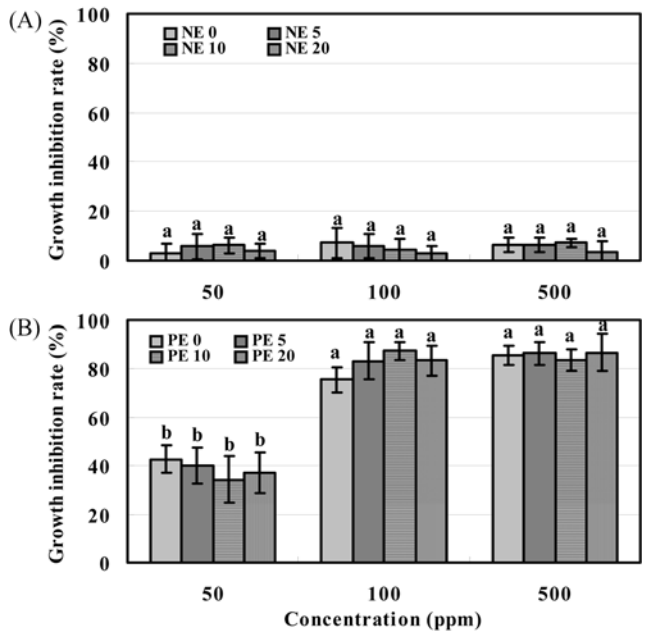 (A)
Growth inhibition rate (%)
100
80
60
40
20
0
NE 0 NE 5
NE 10 NE 20
a a a a a a a a a a a a
50 100 500
(B)
Growth inhibition rate (%)
100
80
60
40
20
0
PE 0 PE 5
PE 10 PE 20
b b b b a a a a a a a a
50 100 500
Concentration (ppm)